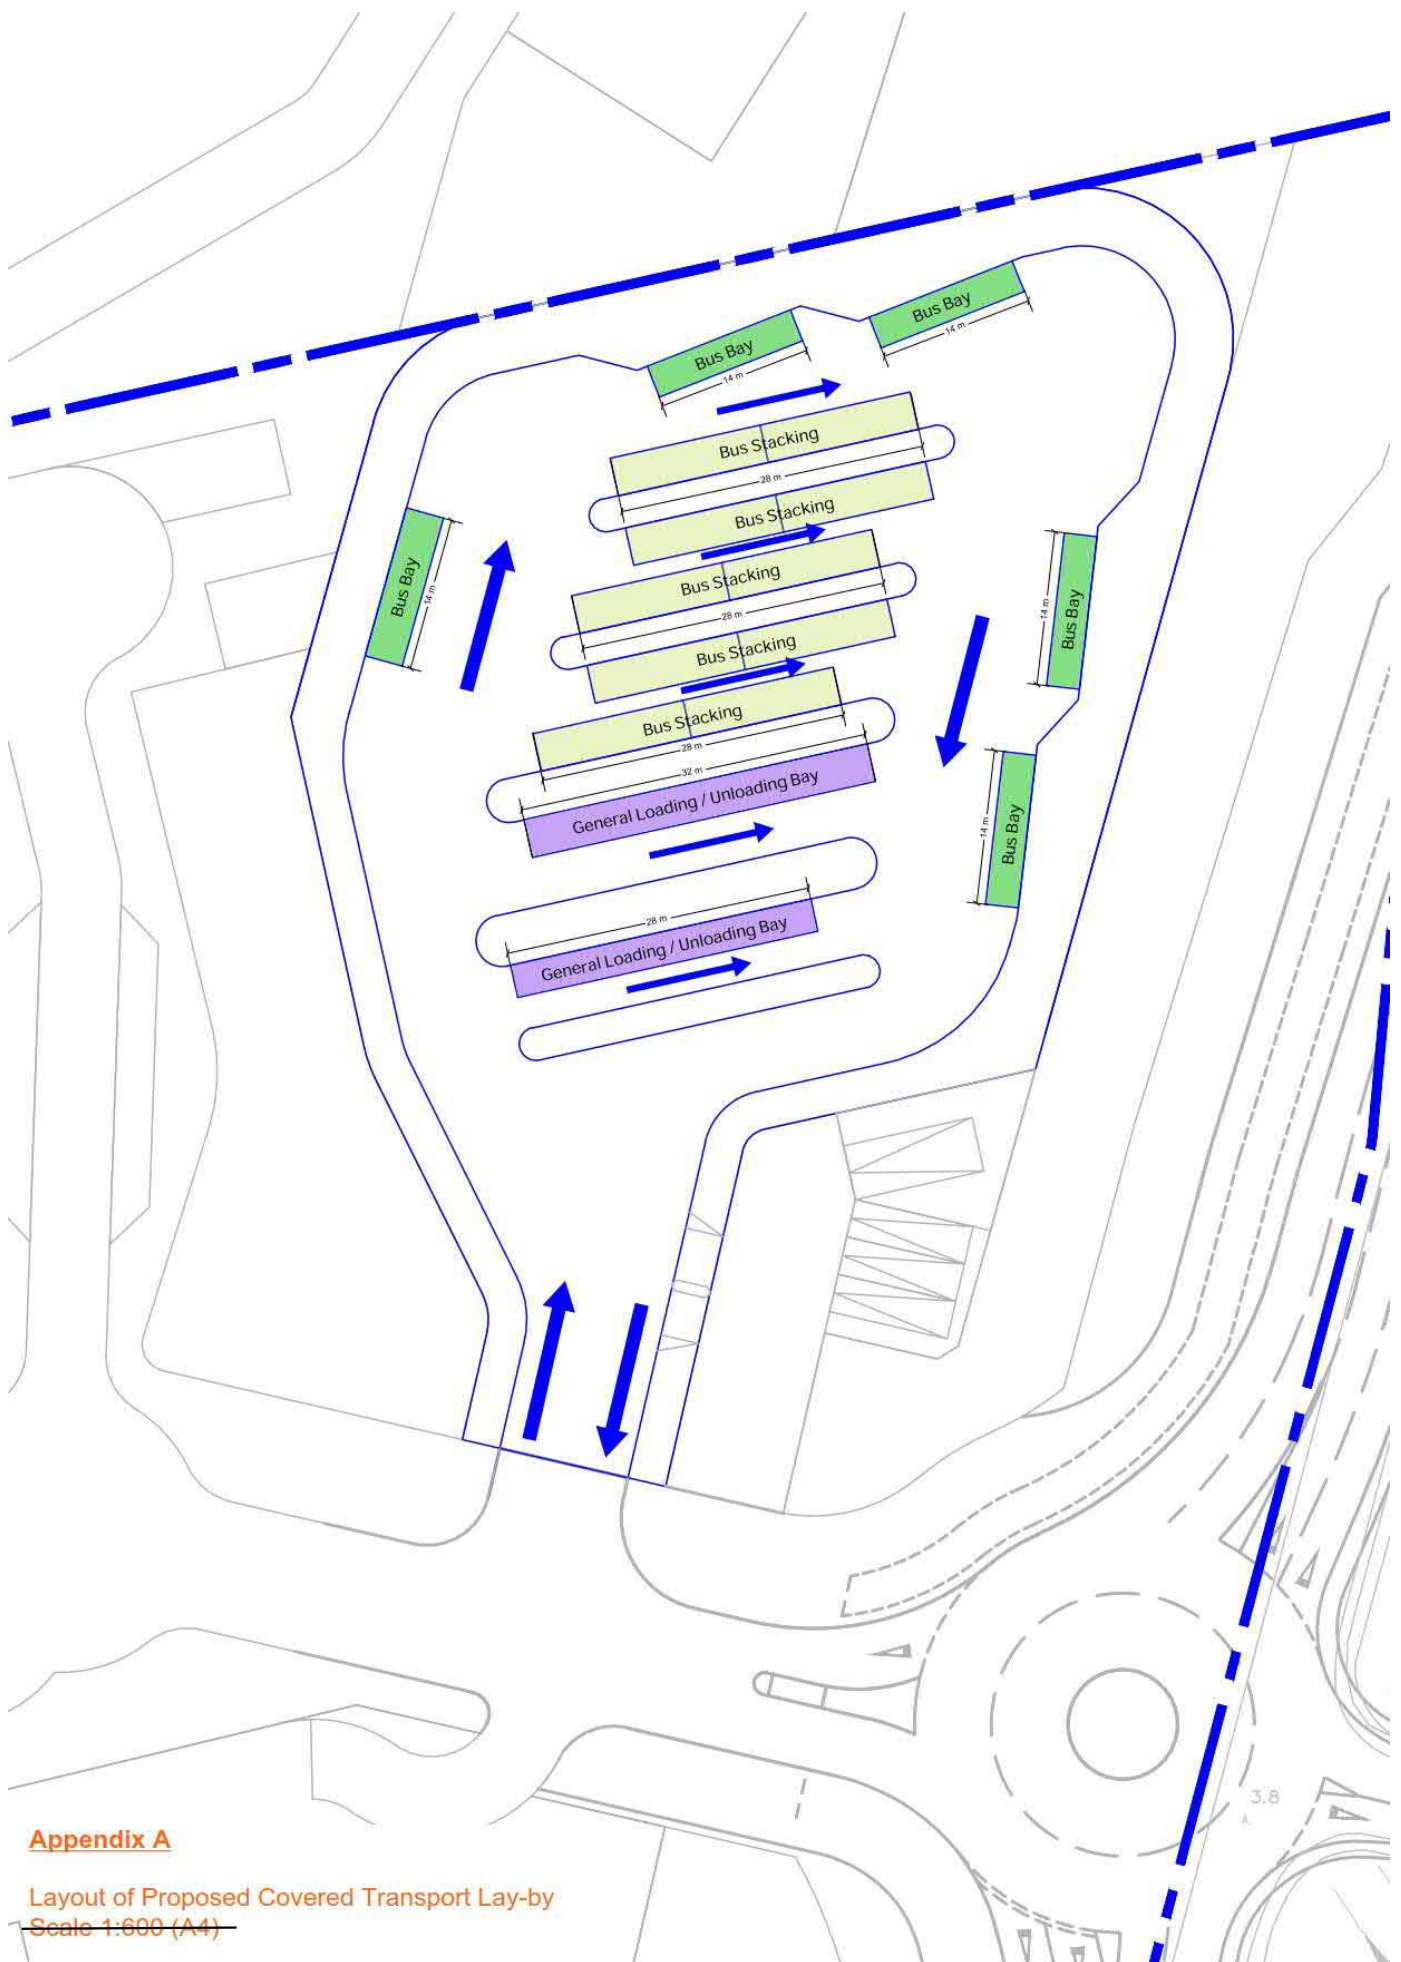 Bus Bay
14 m
Bus Bay
14 m
Bus Stacking
28 m
Bus Stacking
Bus Bay
14 m
Bus Stacking
28 m
Bus Stacking
14 m
Bus Bay
Bus Stacking
28 m
32 m
General Loading / Unloading Bay
14 m
Bus Bay
28 m
General Loading / Unloading Bay
3.8
A
Appendix A
Layout of Proposed Covered Transport Lay-by
Scale 1:600 (A4)